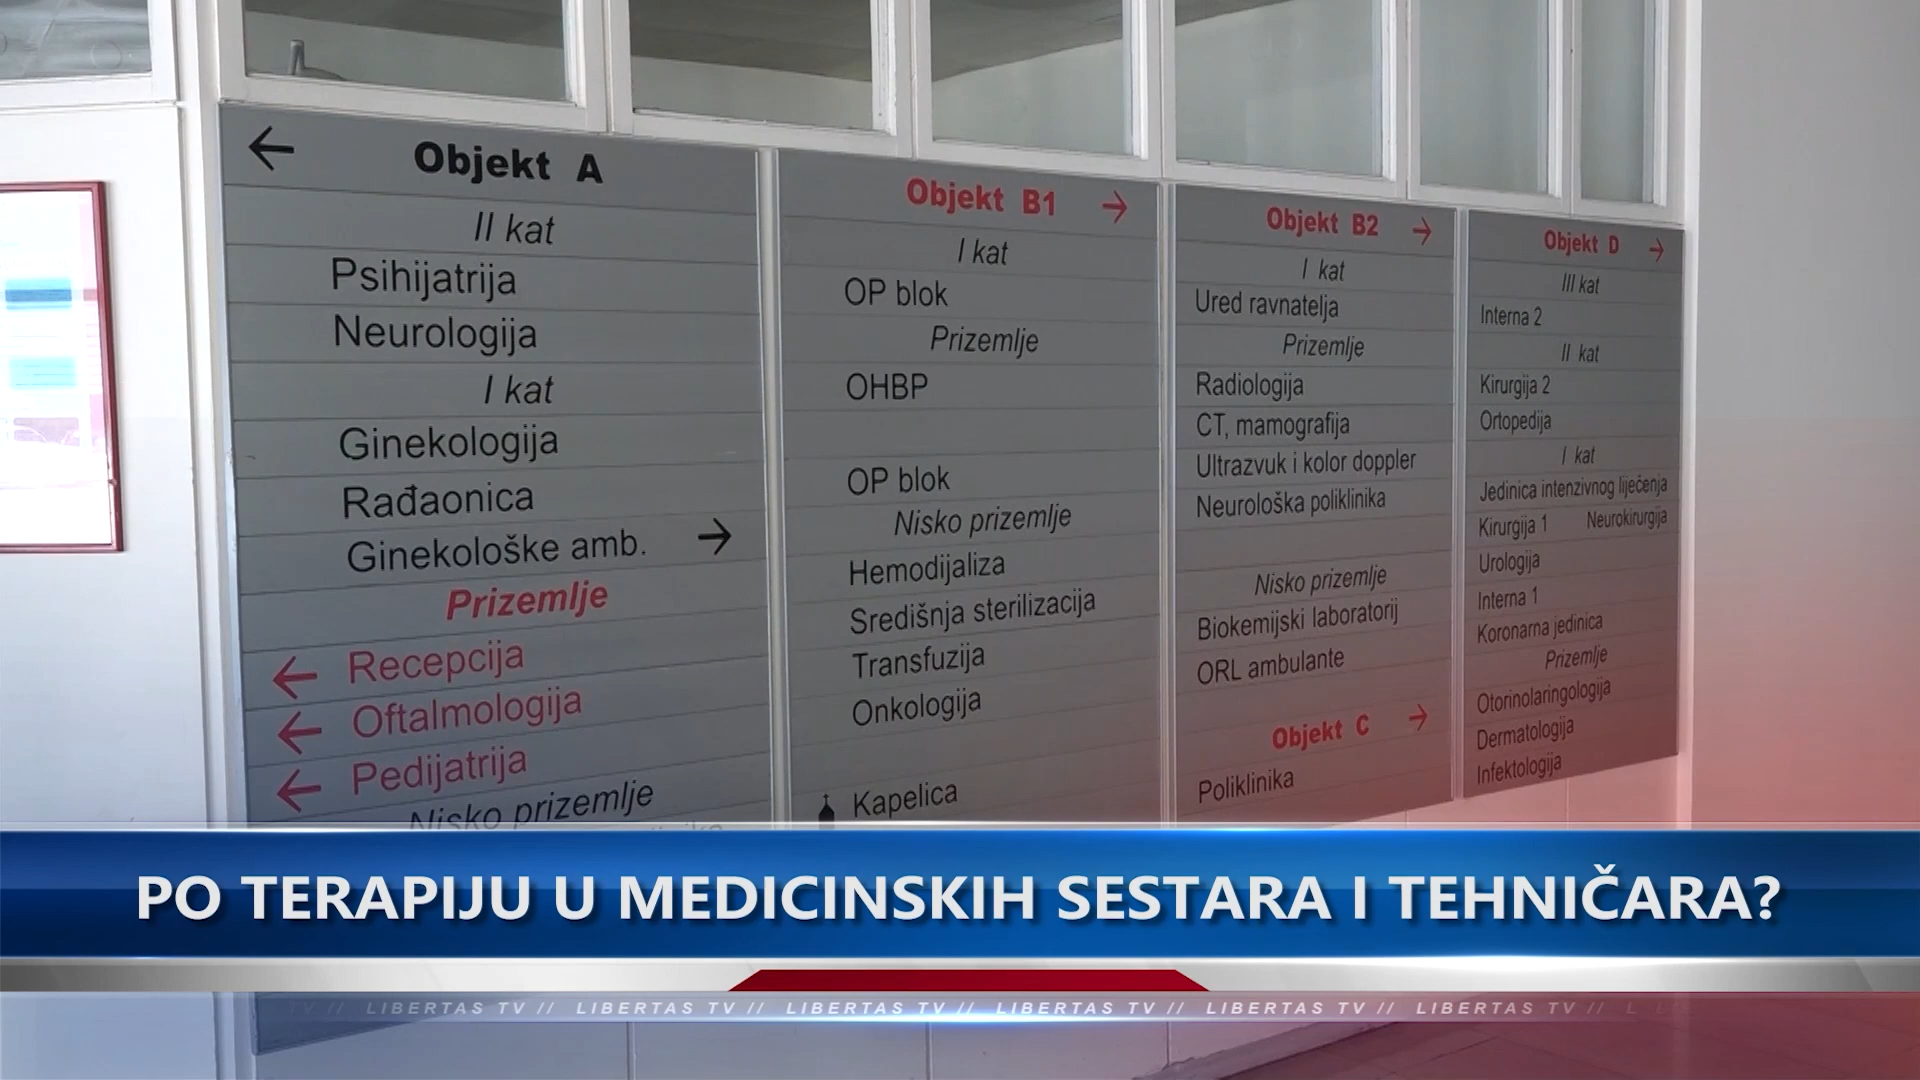 Objekt A
II kat
Psihijatrija
Neurologija
I kat
Ginekologija
Rađaonica
Ginekološke amb.
Prizemlje
Recepcija
Oftalmologija
Pedijatrija
Nisko prizemlje
Objekt B1
I kat
OP blok
Prizemlje
OHBP
OP blok
Nisko prizemlje
Hemodijaliza
Središnja sterilizacija
Transfuzija
Onkologija
Kapelica
Objekt B2
I kat
Ured ravnatelja
Prizemlje
Radiologija
CT, mamografija
Ultrazvuk i kolor doppler
Neurološka poliklinika
Nisko prizemlje
Biokemijski laboratorij
ORL ambulante
Objekt C
Poliklinika
Objekt D
III kat
Interna 2
II kat
Kirurgija 2
Ortopedija
I kat
Jedinica intenzivnog liječenja
Kirurgija 1 Neurokirurgija
Urologija
Interna 1
Koronarna jedinica
Prizemlje
Otorinolaringologija
Dermatologija
Infektologija
PO TERAPIJU U MEDICINSKIH SESTARA I TEHNIČARA?
TV // LIBERTAS TV // LIBERTAS TV // LIBERTAS TV // LIBERTAS TV // LIBERTAS TV // LIBERTAS TV // L